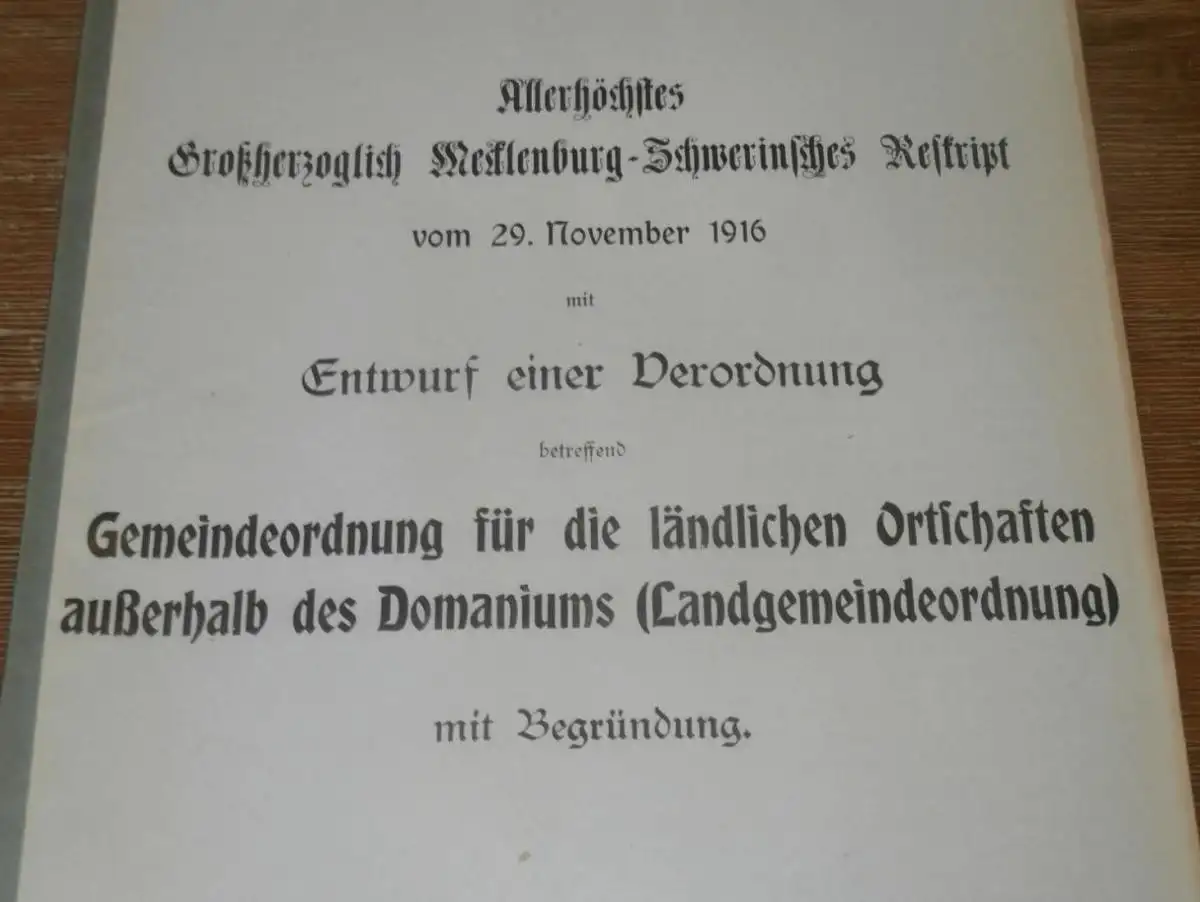 Allerhöchstes
Großherzoglich Mecklenburg-Schwerinsches Reskript
vom 29. November 1916
mit
Entwurf einer Verordnung
betreffend
Gemeindeordnung für die ländlichen Ortschaften
außerhalb des Domaniums (Landgemeindeordnung)
mit Begründung.